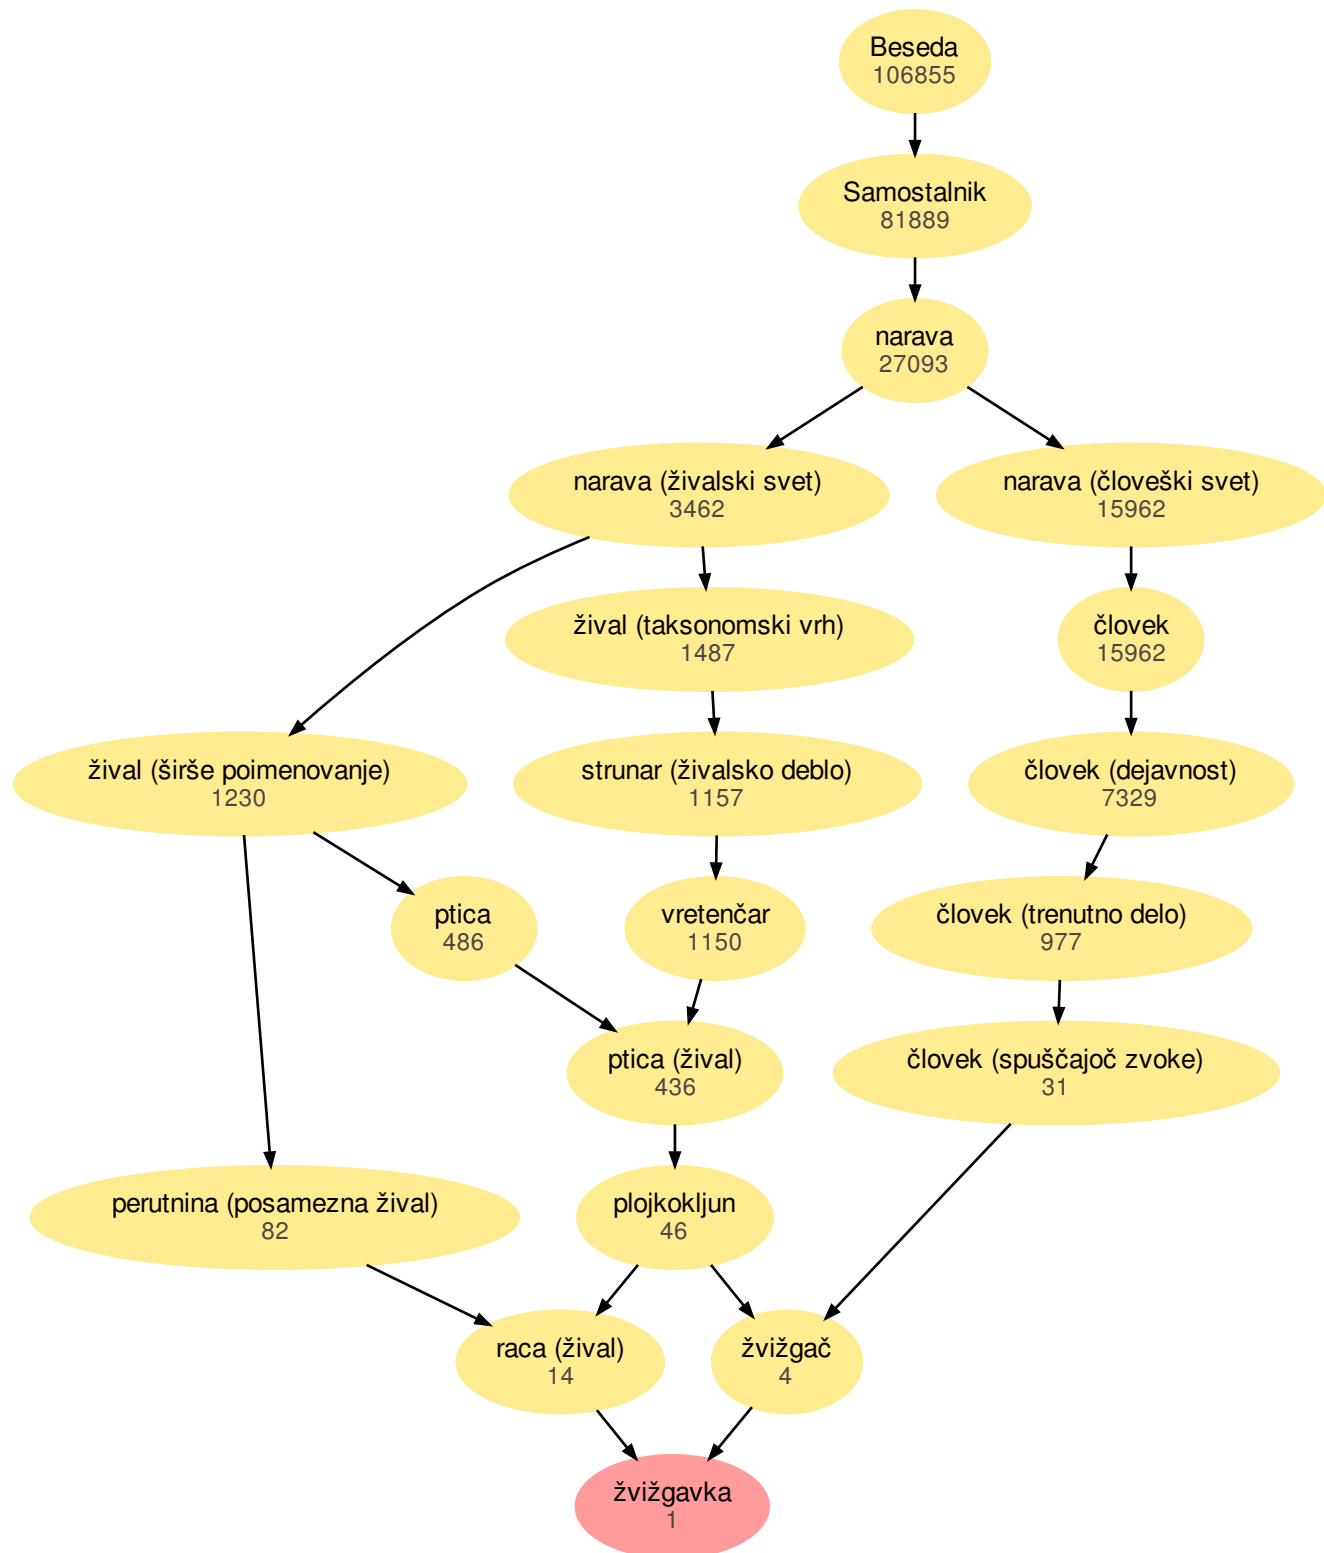 Beseda
106855
Samostalnik
81889
narava
27093
narava (živalski svet)
3462
narava (človeški svet)
15962
žival (taksonomski vrh)
1487
človek
15962
žival (širše poimenovanje)
1230
strunar (živalsko deblo)
1157
človek (dejavnost)
7329
ptica
486
vretenčar
1150
človek (trenutno delo)
977
ptica (žival)
436
človek (spuščajoč zvoke)
31
perutnina (posamezna žival)
82
plojkokljun
46
raca (žival)
14
žvižgač
4
žvižgavka
1